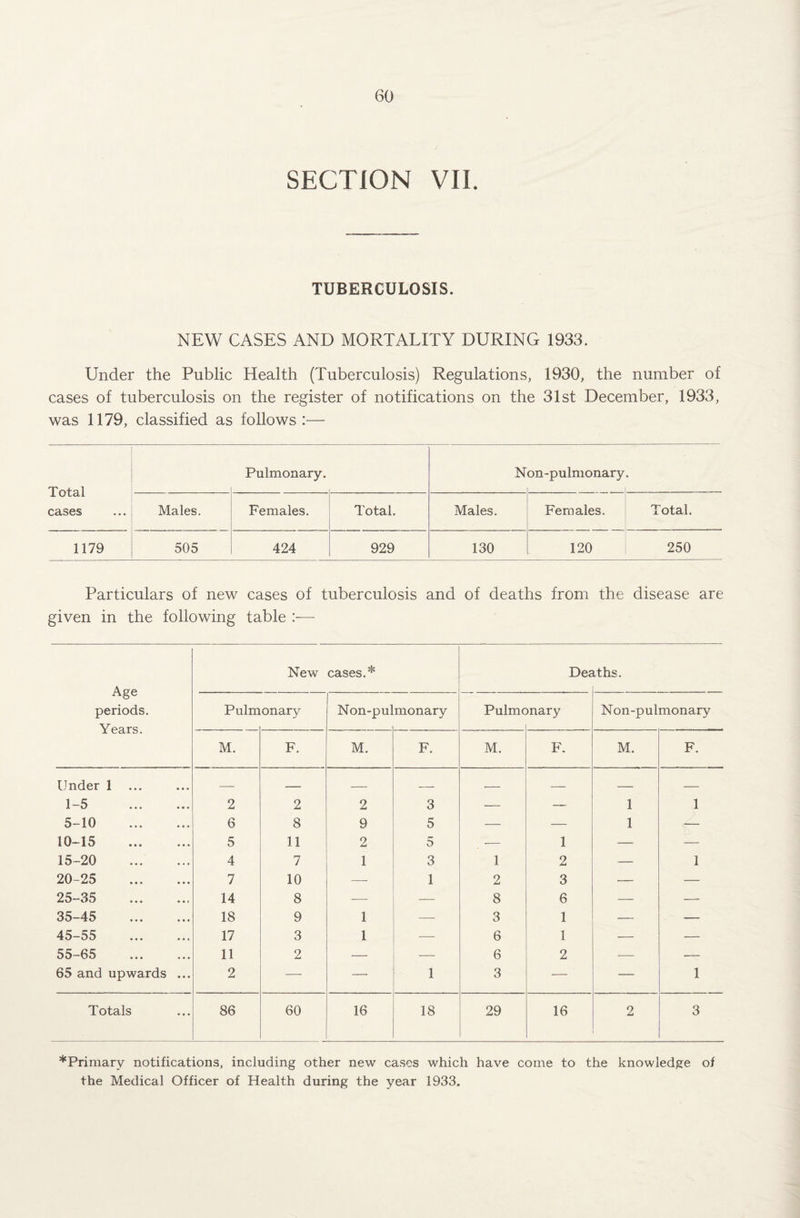 60
SECTION VII.
TUBERCULOSIS.
NEW CASES AND MORTALITY DURING 1933.
Under the Public Health (Tuberculosis) Regulations, 1930, the number of
cases of tuberculosis on the register of notifications on the 31st December, 1933,
was 1179, classified as follows :—
Total cases ... Pulmonary. Non-pulmonary.
Males. Females. Total. Males. Females. Total.
1179 505 424 929 130 120 250
Particulars of new cases of tuberculosis and of deaths from the disease are
given in the following table :—
Age periods. Years. New cases.* Deaths.
Pulmonary Non-pulmonary Pulmonary Non-pulmonary
M. F. M. F. M. F. M. F.
Under 1 ... ... — — — — — — — —
1-5 ... ... 2 2 2 3 — — 1 1
5-10 ... ... 6 8 9 5 — — 1 —
10-15 ... ... 5 11 2 5 — 1 — —
15-20 ... ... 4 7 1 3 1 2 — 1
20-25 ... ... 7 10 — 1 2 3 — —
25-35 ... ... 14 8 — — 8 6 — —
35-45 ... ... 18 9 1 — 3 1 — —
45-55 ... ... 17 3 1 — 6 1 — —
55-65 ... ... 11 2 — — 6 2 — —
65 and upwards ... 2 — — 1 3 — — 1
Totals ... 86 60 16 18 29 16 2 3
*Primary notifications, including other new cases which have come to the knowledge of
the Medical Officer of Health during the year 1933.